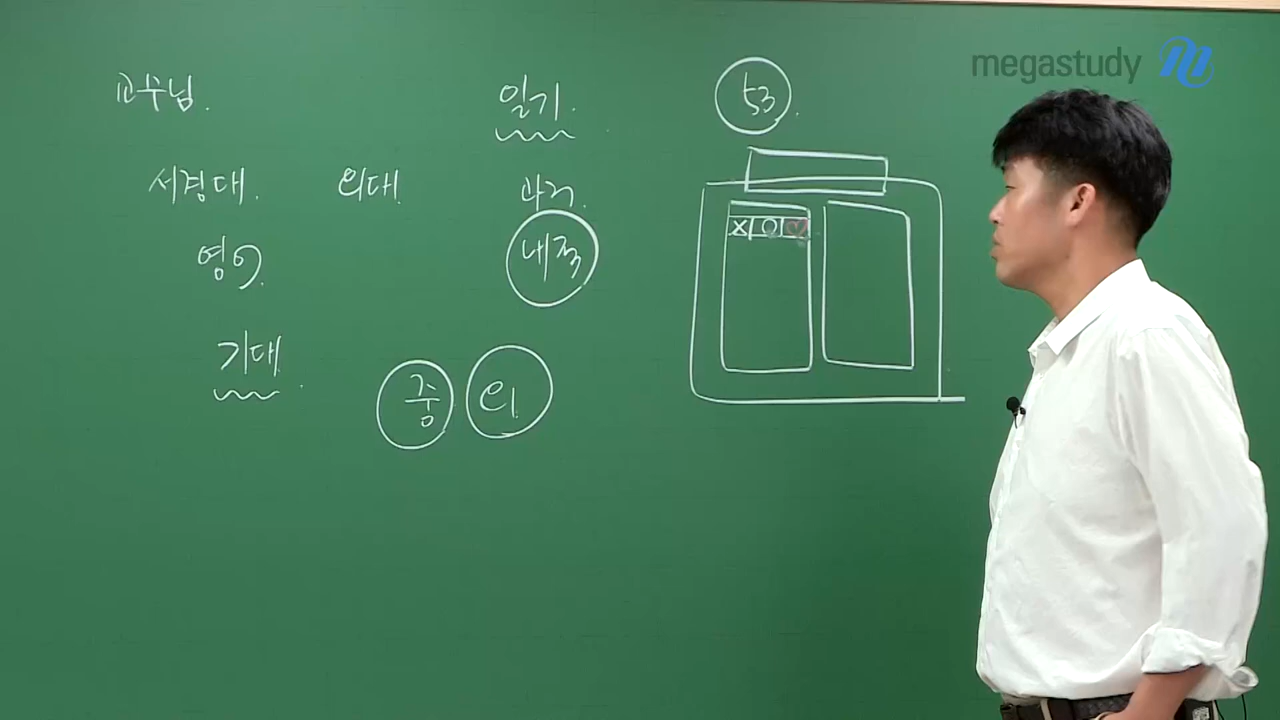 megastudy
교수님.
일기.
53.
서경대.
의대
과거.
X O ♡
영어.
내적
기대.
중
의